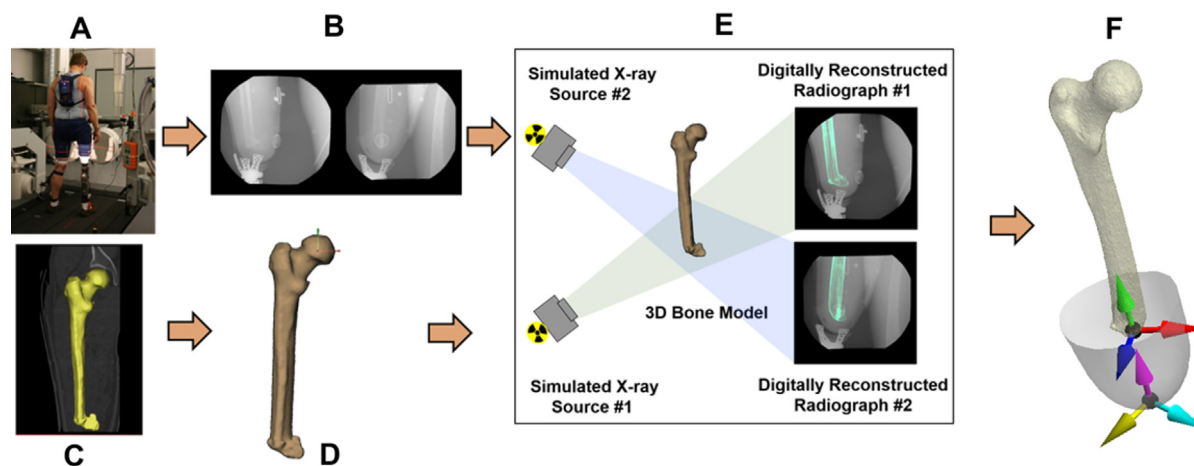 A
B
E
F
Simulated X-ray
Source #2
Digitally Reconstructed
Radiograph #1
3D Bone Model
Simulated X-ray
Source #1
Digitally Reconstructed
Radiograph #2
C
D